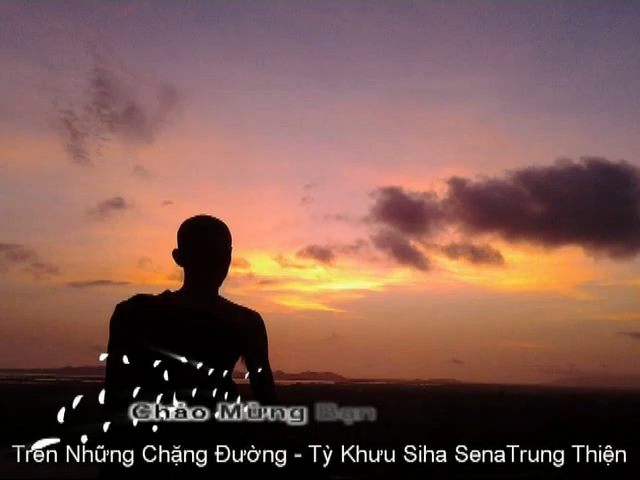 Chào Mừng Bạn
Trên Những Chặng Đường - Tỳ Khưu Siha SenaTrung Thiện